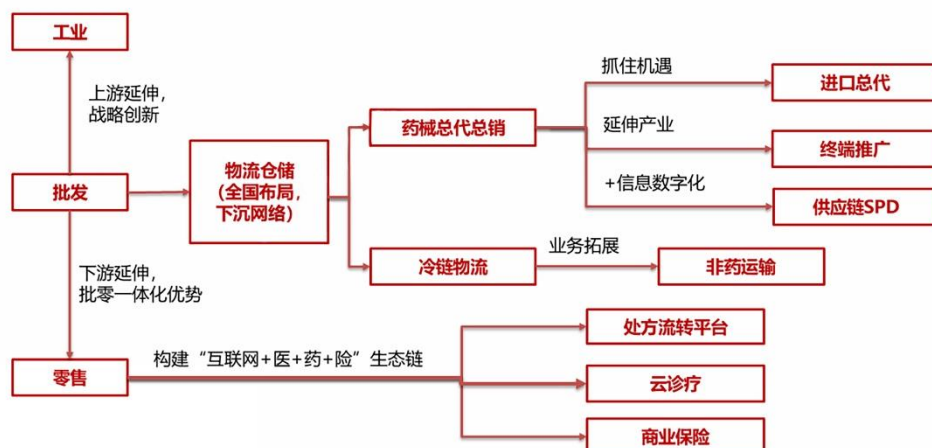 工业
上游延伸，
战略创新
批发
下游延伸，
批零一体化优势
零售
物流仓储
（全国布局，
下沉网络）
药械总代总销
抓住机遇
进口总代
延伸产业
终端推广
+信息数字化
供应链SPD
冷链物流
业务拓展
非药运输
构建“互联网+医+药+险”生态链
处方流转平台
云诊疗
商业保险